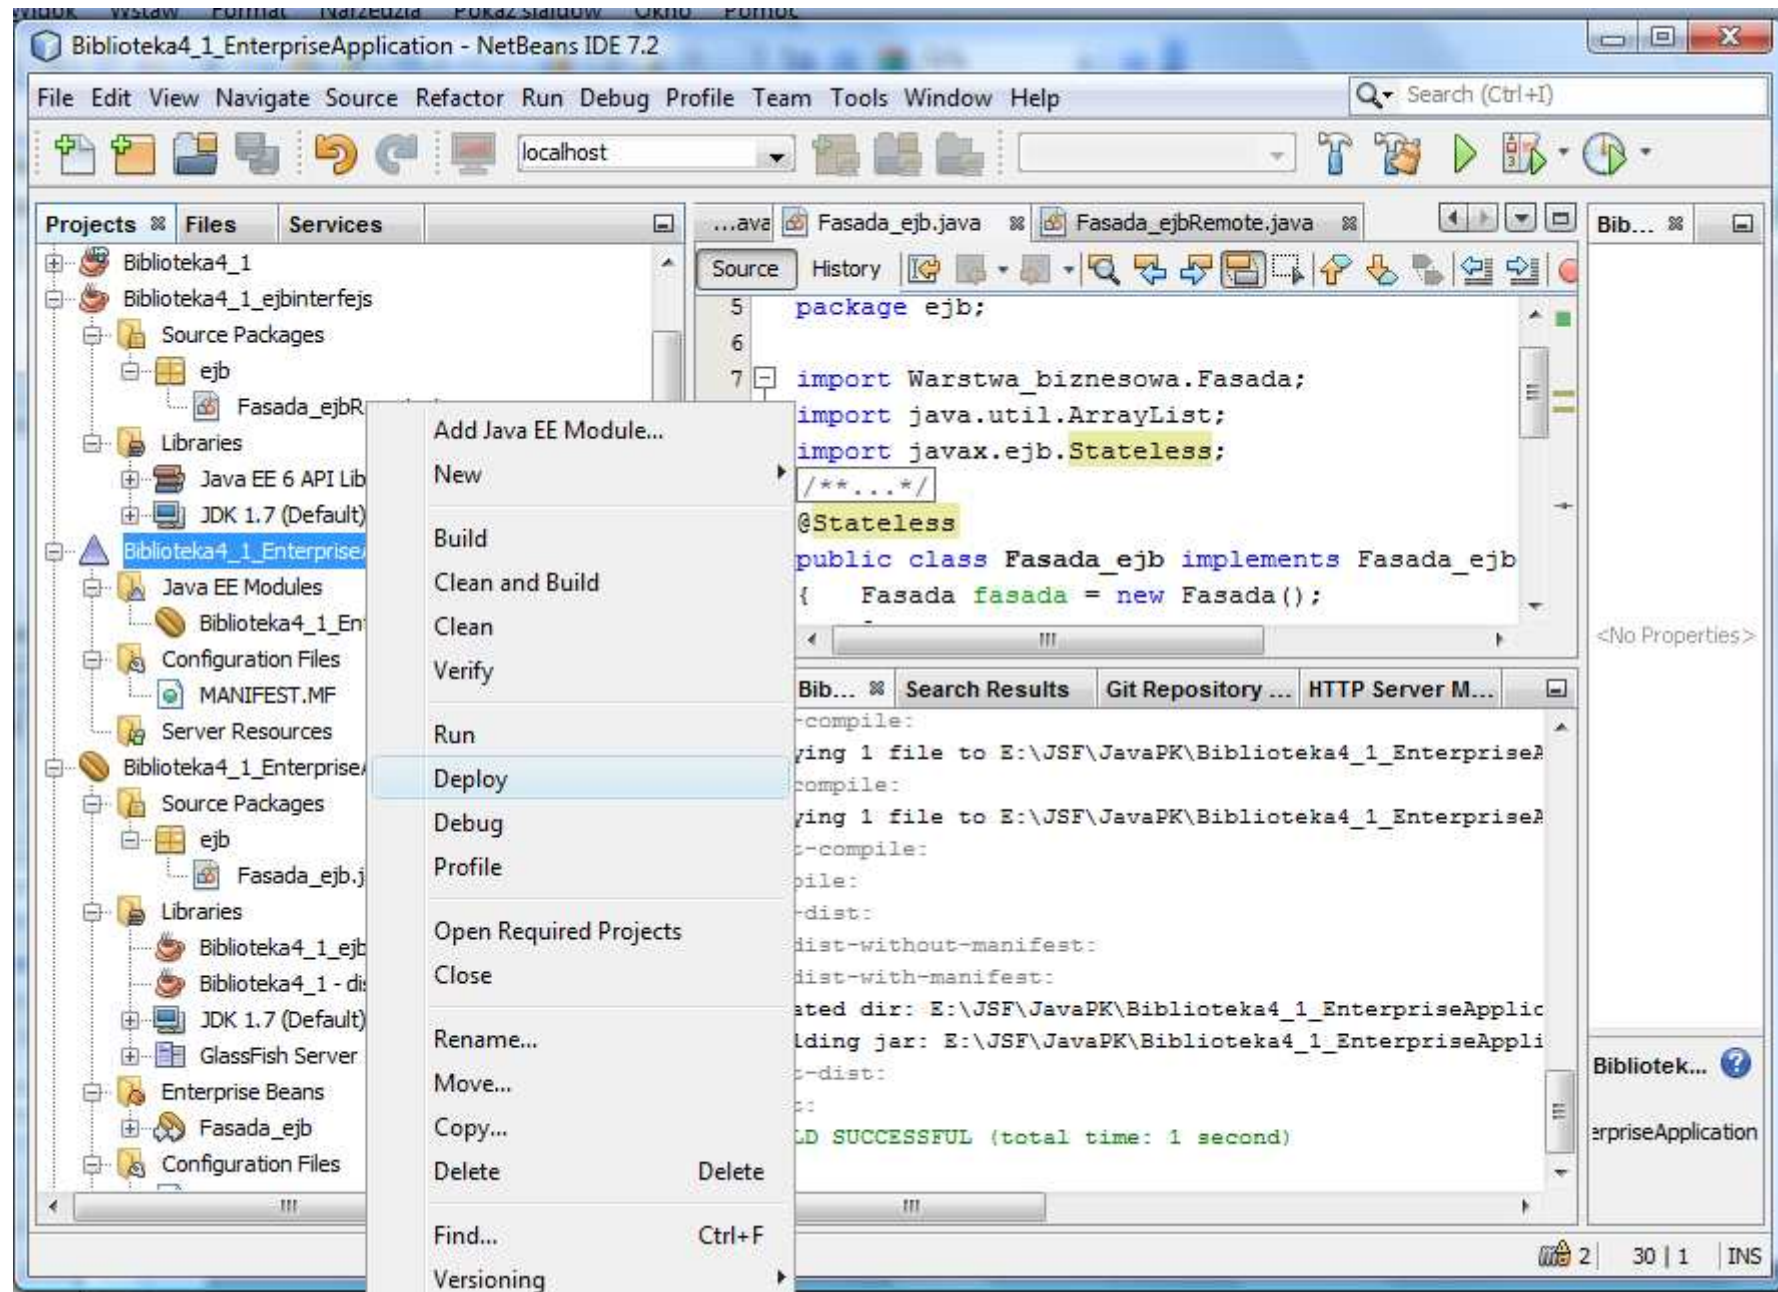 Widok Wstaw Format Narzędzia Pokaz slajdów Okno Pomoc
Biblioteka4_1_EnterpriseApplication - NetBeans IDE 7.2
File Edit View Navigate Source Refactor Run Debug Profile Team Tools Window Help
Search (Ctrl+I)
localhost
Projects Files Services
Biblioteka4_1
Biblioteka4_1_ejbinterfejs
Source Packages
ejb
Fasada_ejbR
Libraries
Java EE 6 API Lib
JDK 1.7 (Default)
Biblioteka4_1_Enterprise
Java EE Modules
Biblioteka4_1_En
Configuration Files
MANIFEST.MF
Server Resources
Biblioteka4_1_Enterprise
Source Packages
ejb
Fasada_ejb.j
Libraries
Biblioteka4_1_ejb
Biblioteka4_1 - di
JDK 1.7 (Default)
GlassFish Server
Enterprise Beans
Fasada_ejb
Configuration Files
Add Java EE Module...
New
Build
Clean and Build
Clean
Verify
Run
Deploy
Debug
Profile
Open Required Projects
Close
Rename...
Move...
Copy...
Delete Delete
Find... Ctrl+F
Versioning
...ava Fasada_ejb.java Fasada_ejbRemote.java
Source History
5 package ejb;
6
7 import Warstwa_biznesowa.Fasada;
import java.util.ArrayList;
import javax.ejb.Stateless;
/**...*/
@Stateless
public class Fasada_ejb implements Fasada_ejb
{ Fasada fasada = new Fasada();
Bib... Search Results Git Repository ... HTTP Server M...
-compile:
ying 1 file to E:\JSF\JavaPK\Biblioteka4_1_EnterpriseA
compile:
ying 1 file to E:\JSF\JavaPK\Biblioteka4_1_EnterpriseA
-compile:
pile:
-dist:
dist-without-manifest:
dist-with-manifest:
ated dir: E:\JSF\JavaPK\Biblioteka4_1_EnterpriseApplic
lding jar: E:\JSF\JavaPK\Biblioteka4_1_EnterpriseAppli
-dist:
LD SUCCESSFUL (total time: 1 second)
Bib...
<No Properties>
Bibliotek...
erpriseApplication
2 30 | 1 INS